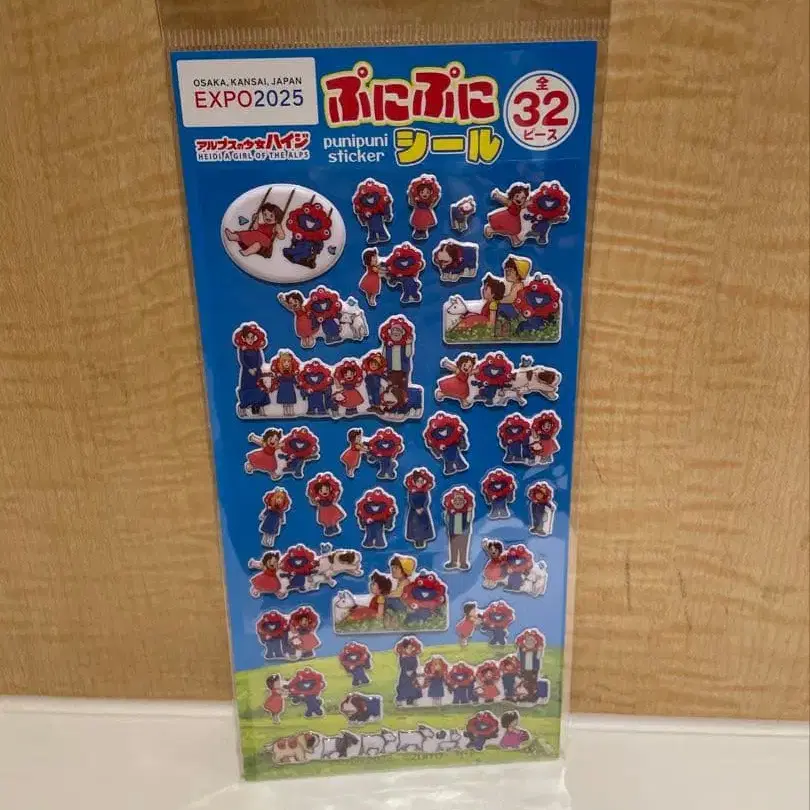 OSAKA, KANSAI, JAPAN
EXPO2025
アルプスの少女ハイジ
HEIDI A GIRL OF THE ALPS
ぷにぷに
punipuni
sticker
シール
全
32
ピース